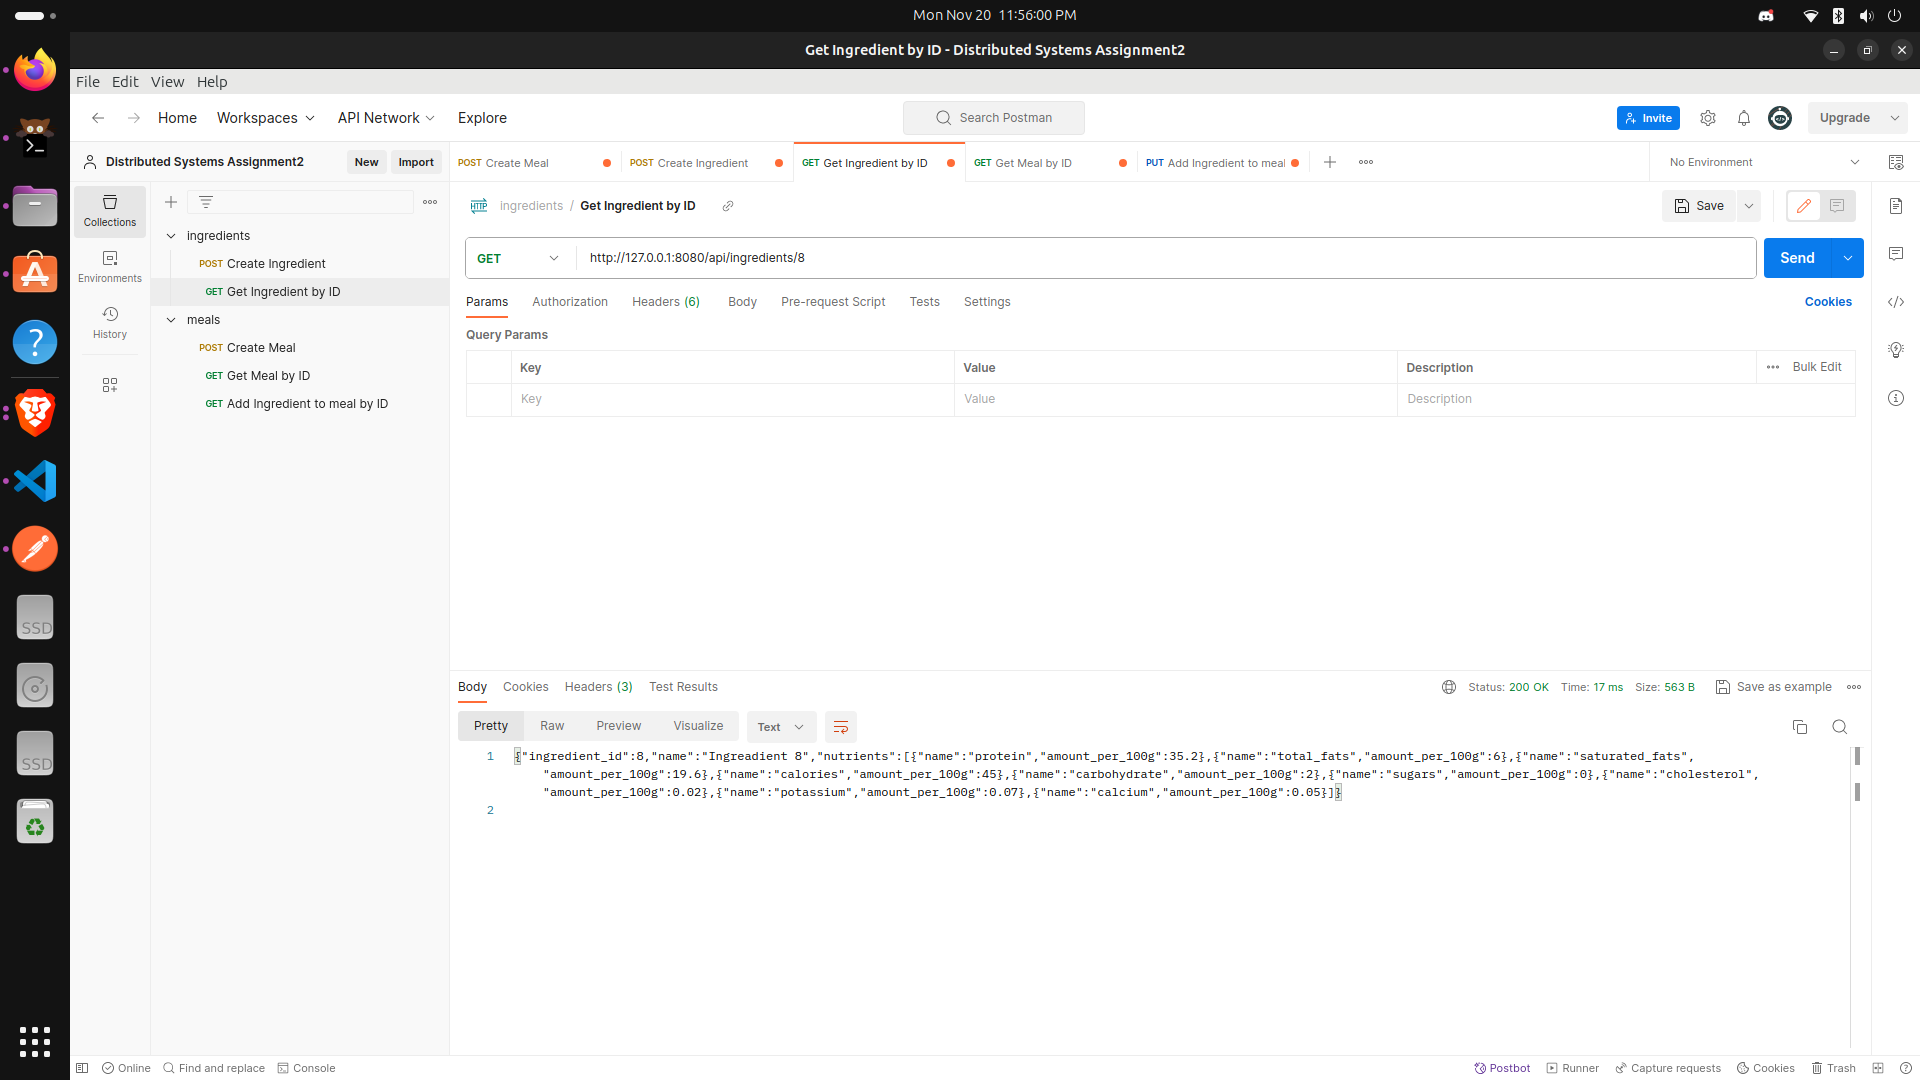 Mon Nov 20  11:56:00 PM
Get Ingredient by ID - Distributed Systems Assignment2
File Edit View Help
Home Workspaces API Network Explore
Search Postman
Invite
Upgrade
Distributed Systems Assignment2
New Import
POST Create Meal
POST Create Ingredient
GET Get Ingredient by ID
GET Get Meal by ID
PUT Add Ingredient to meal
No Environment
Collections
Environments
History
ingredients
POST Create Ingredient
GET Get Ingredient by ID
meals
POST Create Meal
GET Get Meal by ID
GET Add Ingredient to meal by ID
HTTP ingredients / Get Ingredient by ID
Save
GET http://127.0.0.1:8080/api/ingredients/8
Send
Params Authorization Headers (6) Body Pre-request Script Tests Settings
Cookies
Query Params
Key Value Description Bulk Edit
Key Value Description
Body Cookies Headers (3) Test Results
Status: 200 OK Time: 17 ms Size: 563 B Save as example
Pretty Raw Preview Visualize Text
1 {"ingredient_id":8,"name":"Ingreadient 8","nutrients":[{"name":"protein","amount_per_100g":35.2},{"name":"total_fats","amount_per_100g":6},{"name":"saturated_fats",
"amount_per_100g":19.6},{"name":"calories","amount_per_100g":45},{"name":"carbohydrate","amount_per_100g":2},{"name":"sugars","amount_per_100g":0},{"name":"cholesterol",
"amount_per_100g":0.02},{"name":"potassium","amount_per_100g":0.07},{"name":"calcium","amount_per_100g":0.05}]}
2
SSD
SSD
Online Find and replace Console
Postbot Runner Capture requests Cookies Trash